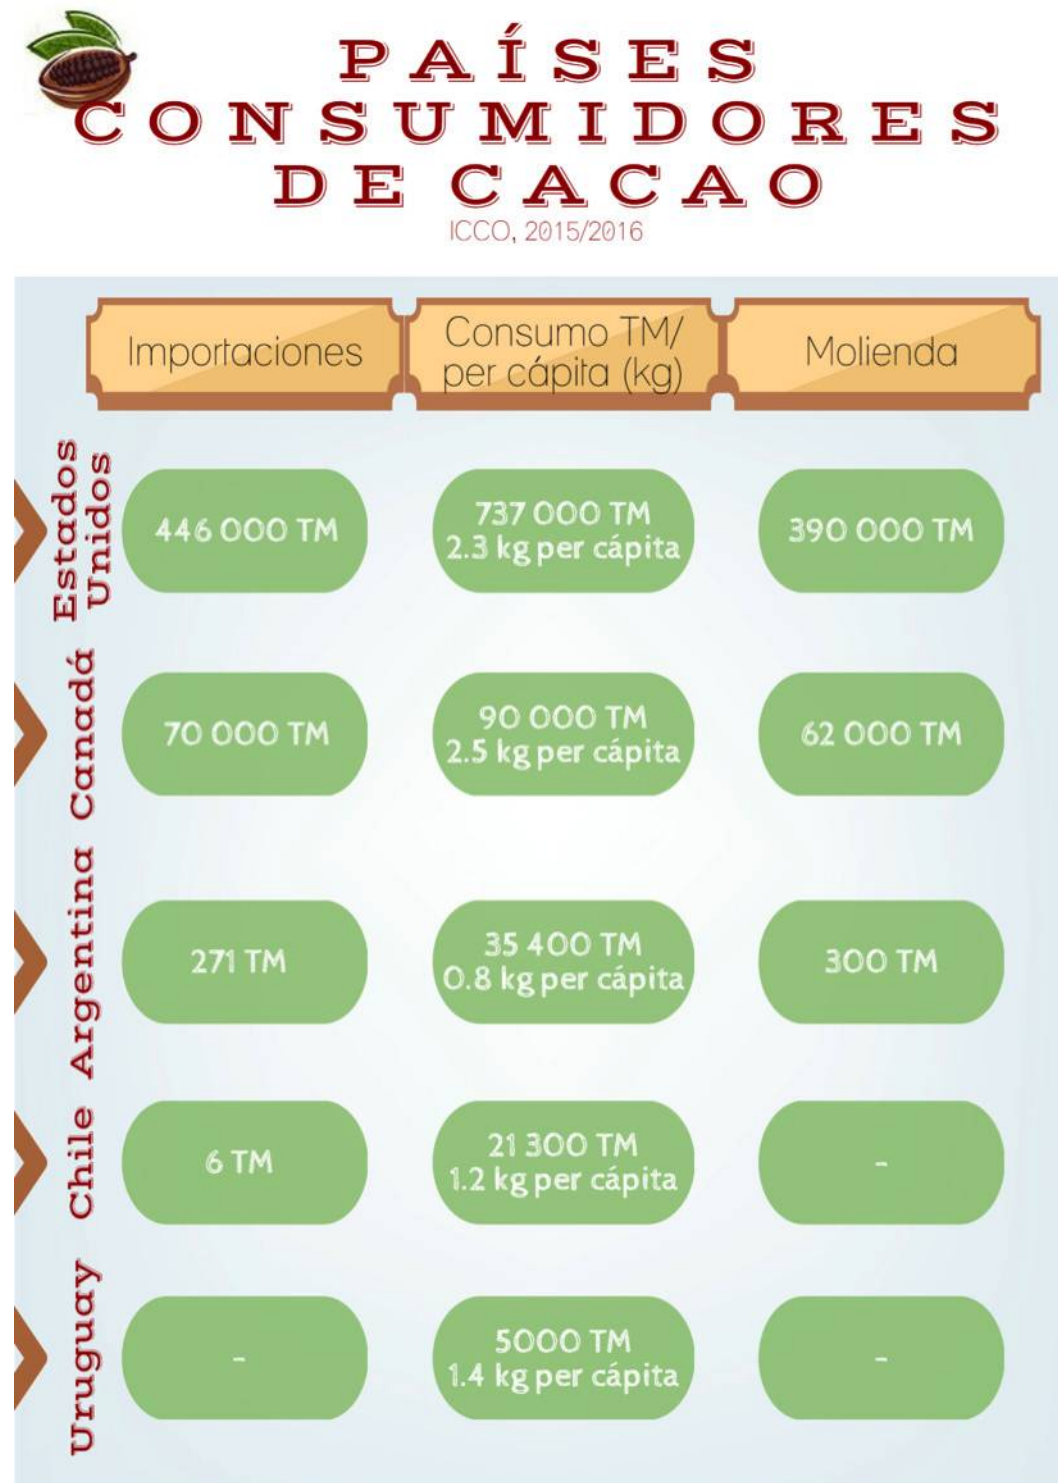 PAÍSES
CONSUMIDORES
DE CACAO
ICCO, 2015/2016
Importaciones
Consumo TM/
per cápita (kg)
Molienda
Estados
Unidos
446 000 TM
737 000 TM
2.3 kg per cápita
390 000 TM
Canadá
70 000 TM
90 000 TM
2.5 kg per cápita
62 000 TM
Argentina
271 TM
35 400 TM
0.8 kg per cápita
300 TM
Chile
6 TM
21 300 TM
1.2 kg per cápita
-
Uruguay
-
5000 TM
1.4 kg per cápita
-